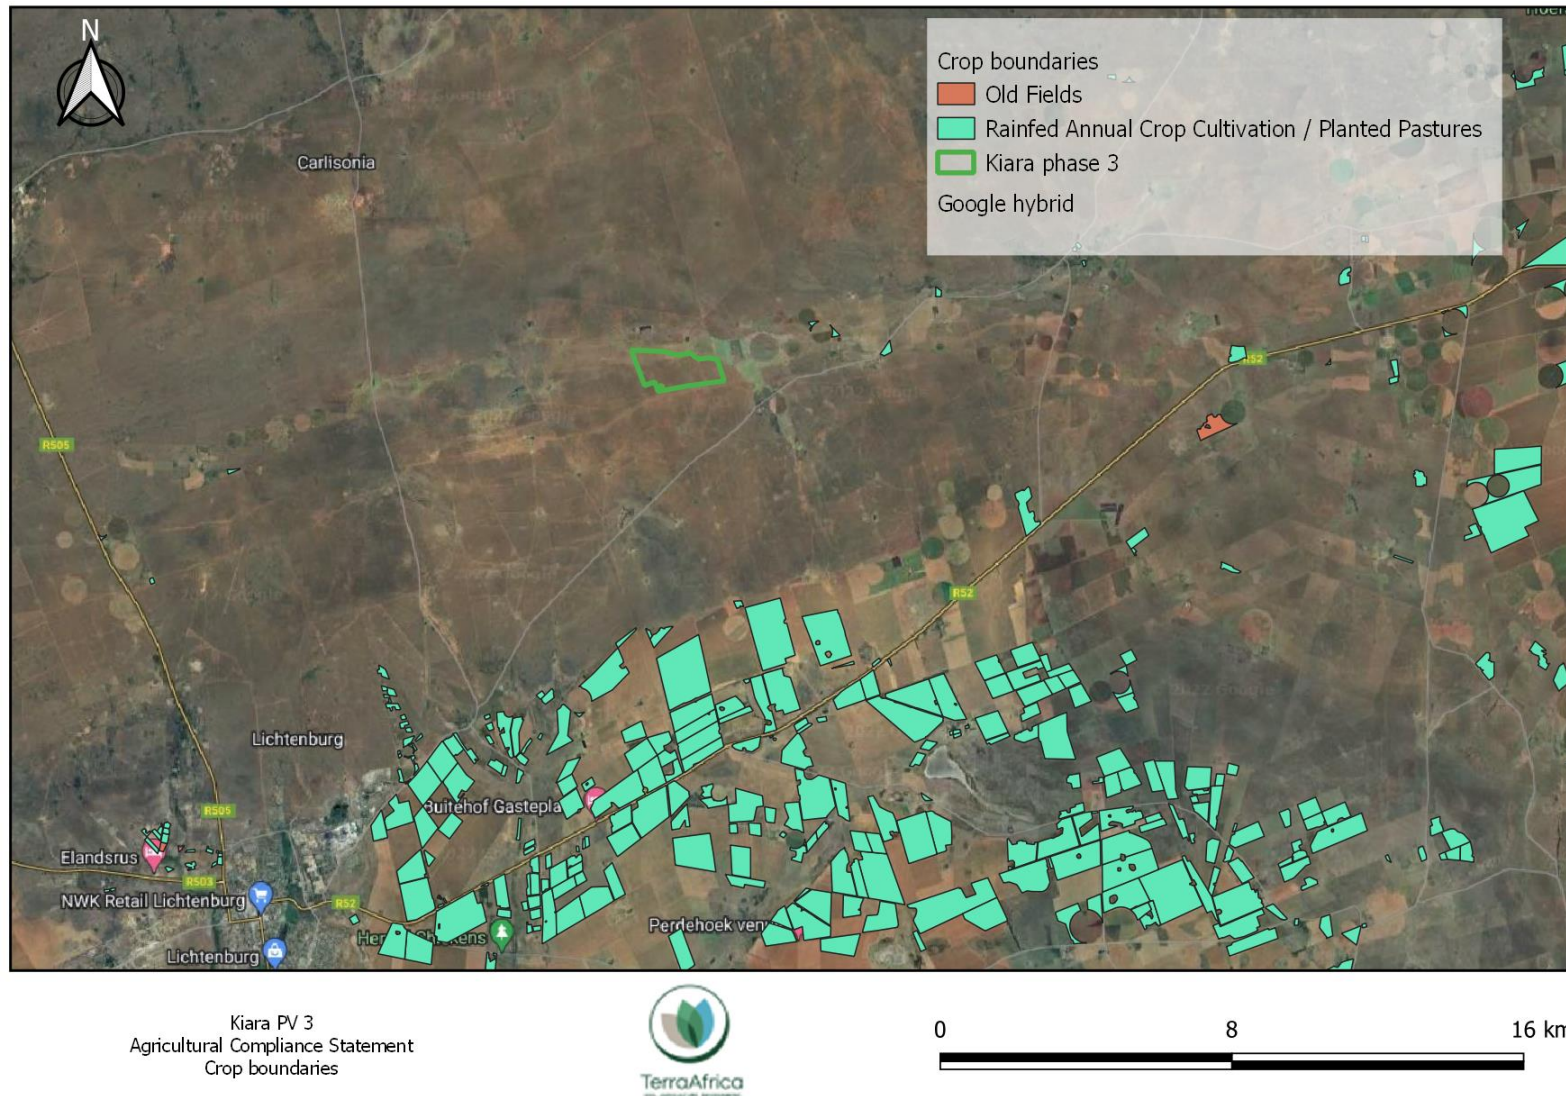 N
Crop boundaries
Old Fields
Rainfed Annual Crop Cultivation / Planted Pastures
Kiara phase 3
Google hybrid
Carlisonia
R52
R505
R52
Lichtenburg
R505
Buitehof Gastepla
Elandsrus
R503
NWK Retail Lichtenburg
R52
Perdehoek
Lichtenburg
Kiara PV 3
Agricultural Compliance Statement
Crop boundaries
TerraAfrica
0
8
16 km